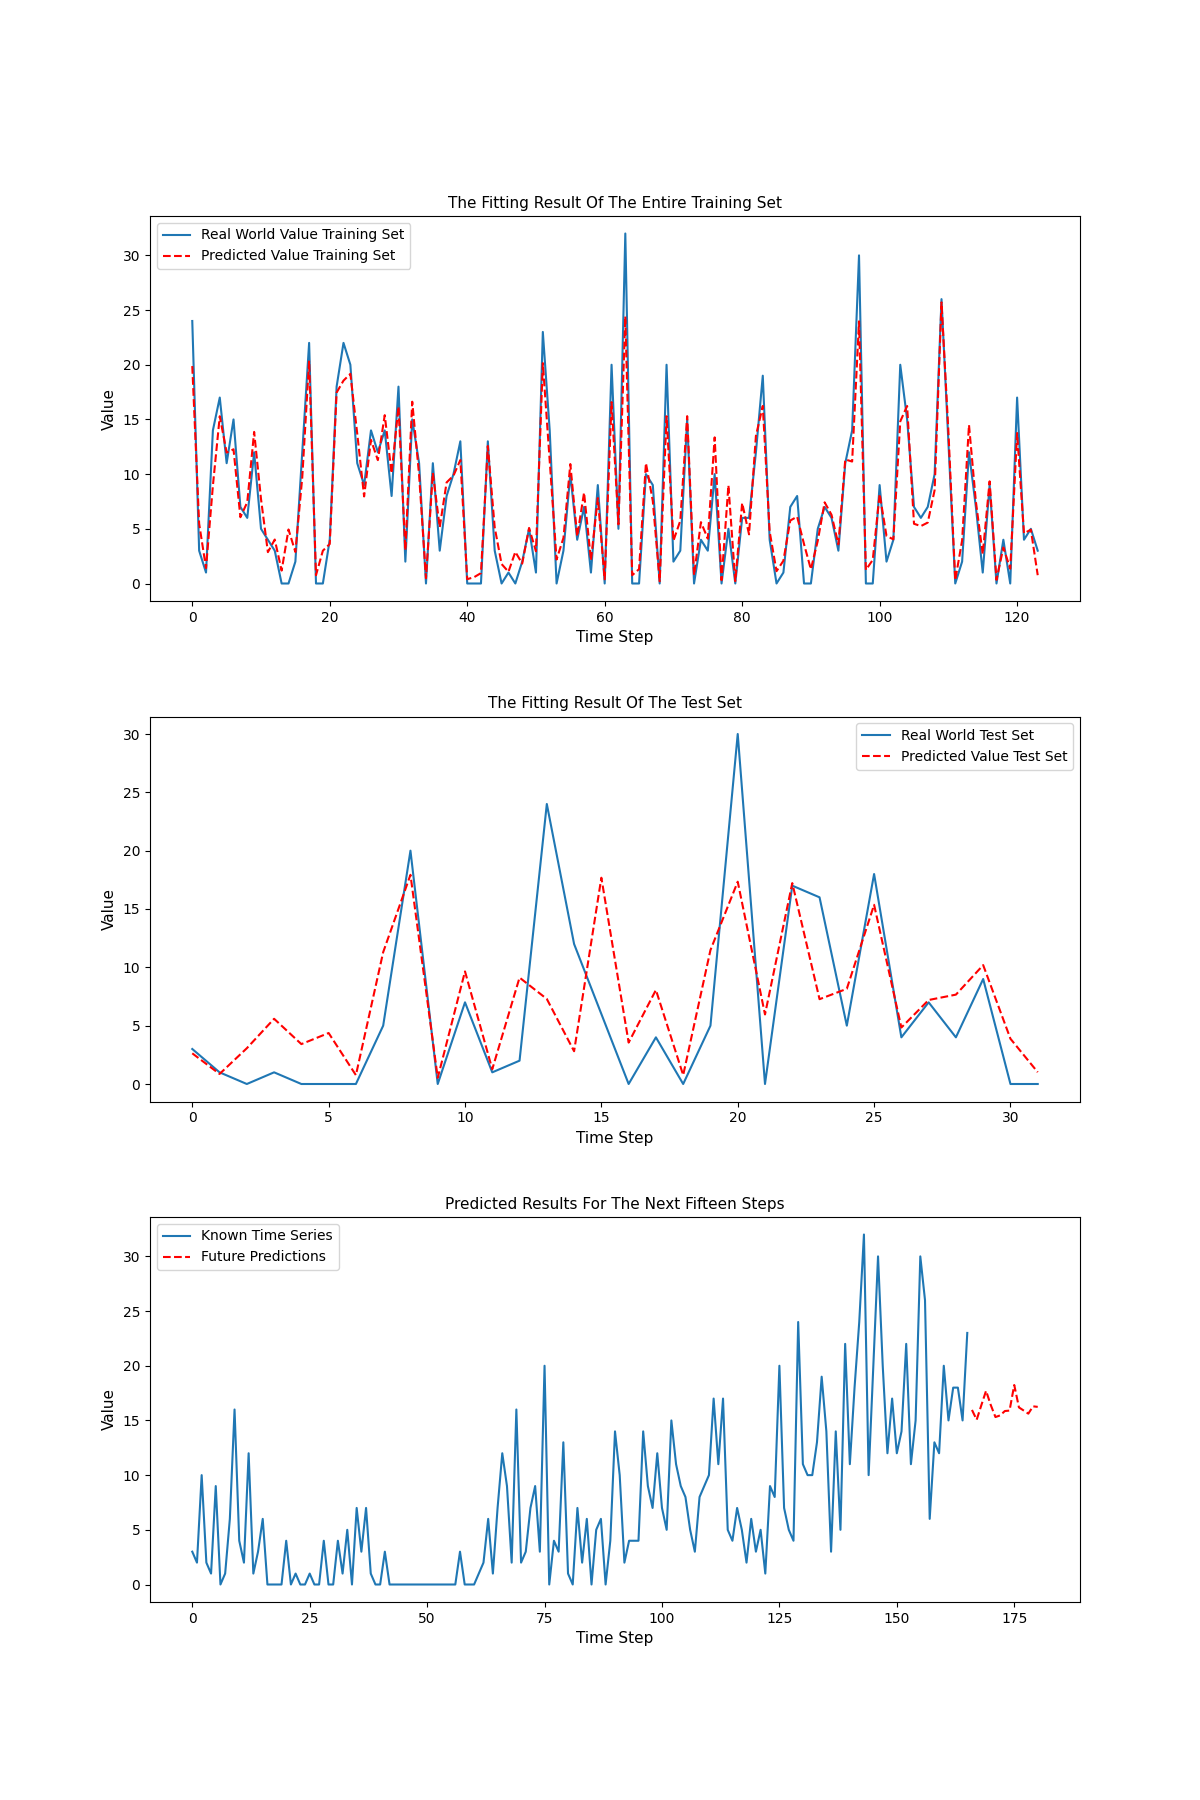 The Fitting Result Of The Entire Training Set
Real World Value Training Set
Predicted Value Training Set
30
25
20
15
10
5
0
Value
0 20 40 60 80 100 120
Time Step
The Fitting Result Of The Test Set
Real World Test Set
Predicted Value Test Set
30
25
20
15
10
5
0
Value
0 5 10 15 20 25 30
Time Step
Predicted Results For The Next Fifteen Steps
Known Time Series
Future Predictions
30
25
20
15
10
5
0
Value
0 25 50 75 100 125 150 175
Time Step